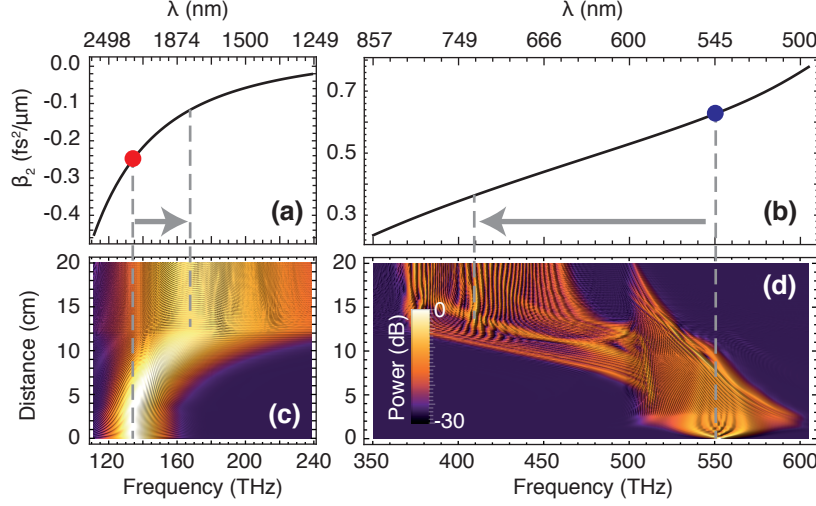 λ (nm) λ (nm)
2498 1874 1500 1249 857 749 666 600 545 500
β2 (fs²/μm)
0.0
-0.1
-0.2
-0.3
-0.4
(a)
0.7
0.5
0.3
(b)
Distance (cm)
20
15
10
5
0
(c)
(d)
Power (dB)
0
-30
20
15
10
5
0
120 160 200 240 350 400 450 500 550 600
Frequency (THz) Frequency (THz)